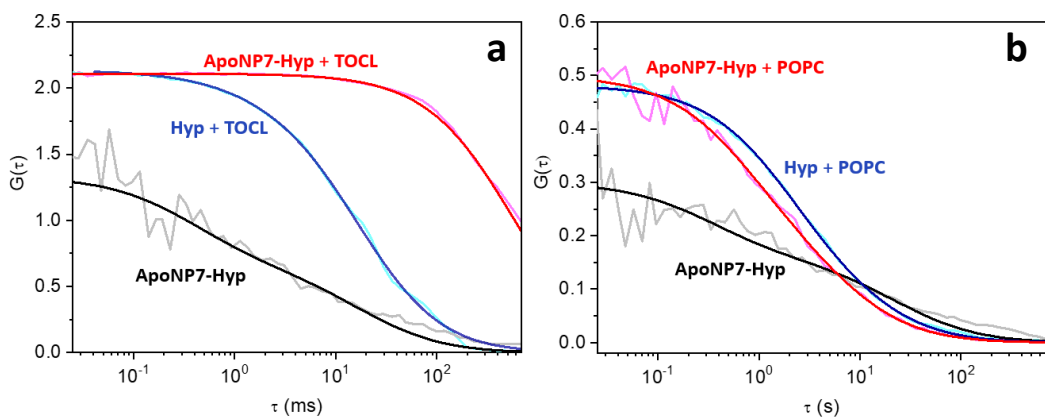 a
ApoNP7-Hyp + TOCL
Hyp + TOCL
ApoNP7-Hyp
G(τ)
2.5
2.0
1.5
1.0
0.5
0.0
10⁻¹ 10⁰ 10¹ 10²
τ (ms)
b
ApoNP7-Hyp + POPC
Hyp + POPC
ApoNP7-Hyp
G(τ)
0.6
0.5
0.4
0.3
0.2
0.1
0.0
10⁻¹ 10⁰ 10¹ 10²
τ (s)